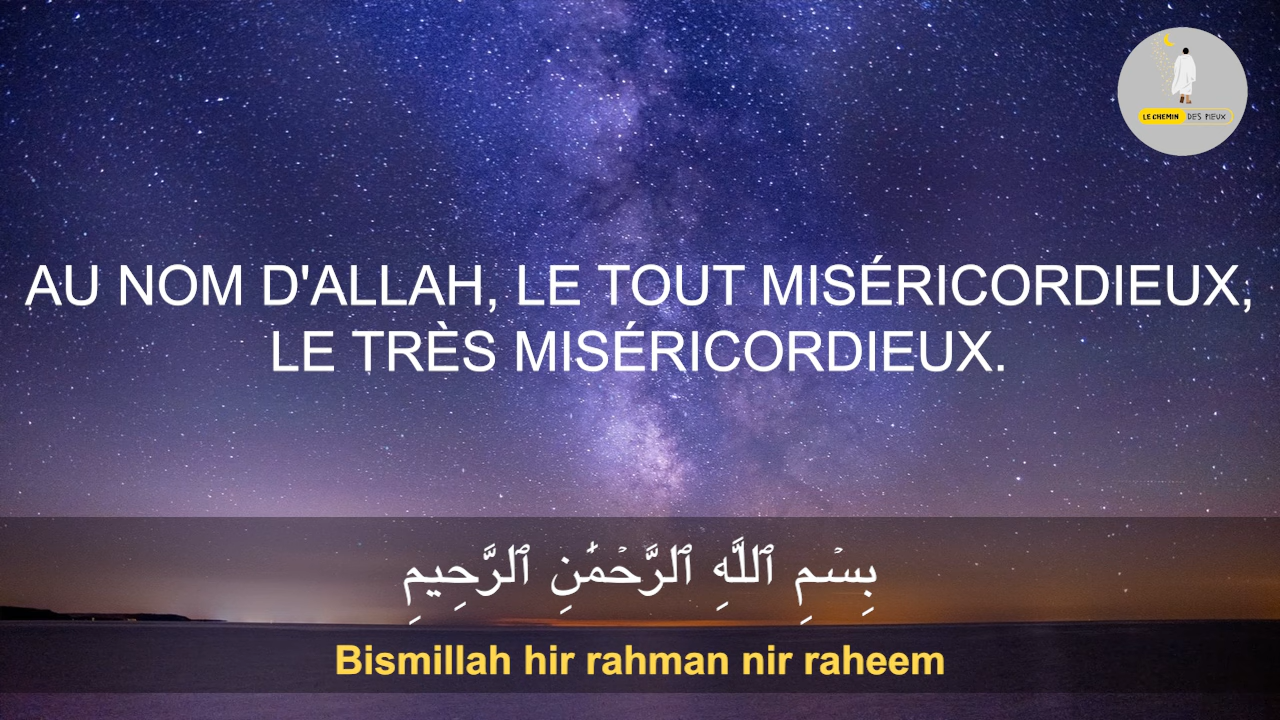 LE CHEMIN DES PIEUX
AU NOM D'ALLAH, LE TOUT MISÉRICORDIEUX,
LE TRÈS MISÉRICORDIEUX.
بِسْمِ ٱللَّهِ ٱلرَّحْمَٰنِ ٱلرَّحِيمِ
Bismillah hir rahman nir raheem